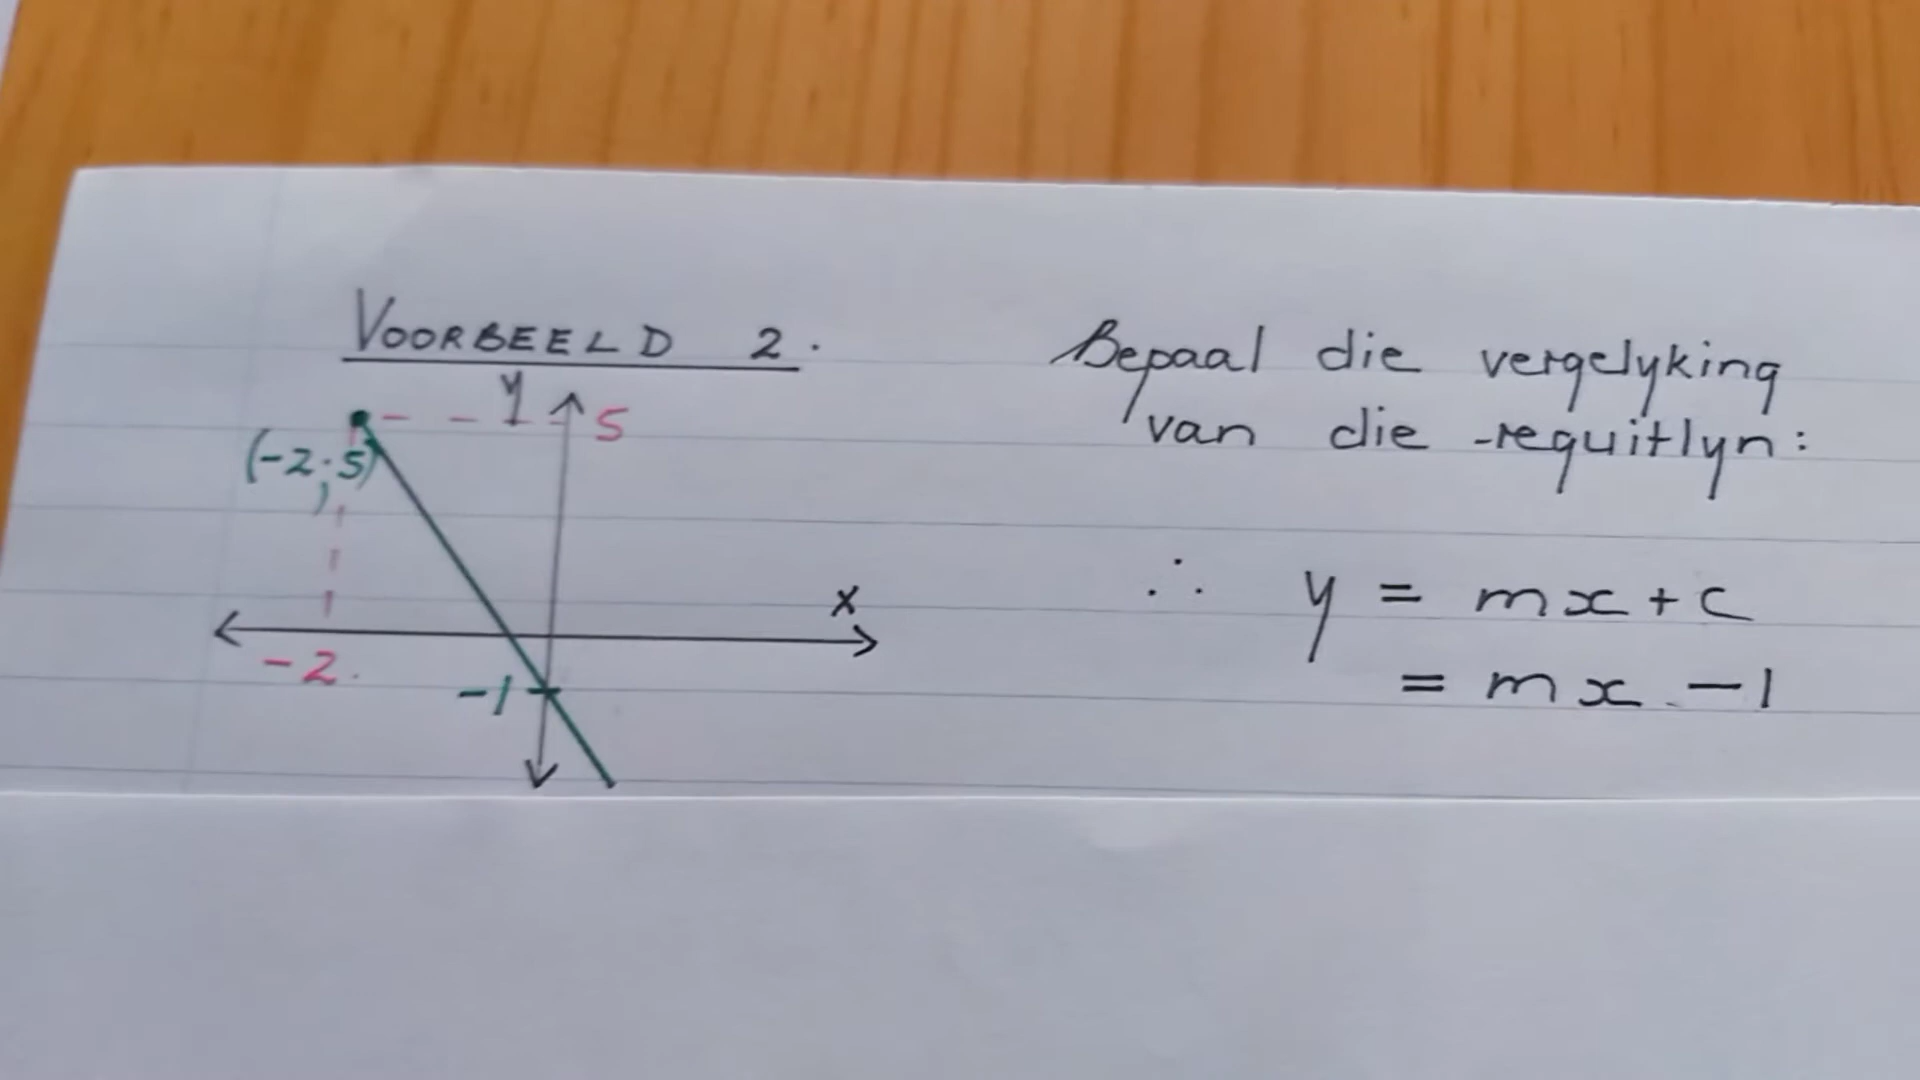 VOORBEELD 2.
y
5
(-2;5)
x
-2.
-1
Bepaal die vergelyking
van die reguitlyn:
∴ y = mx + c
= mx - 1